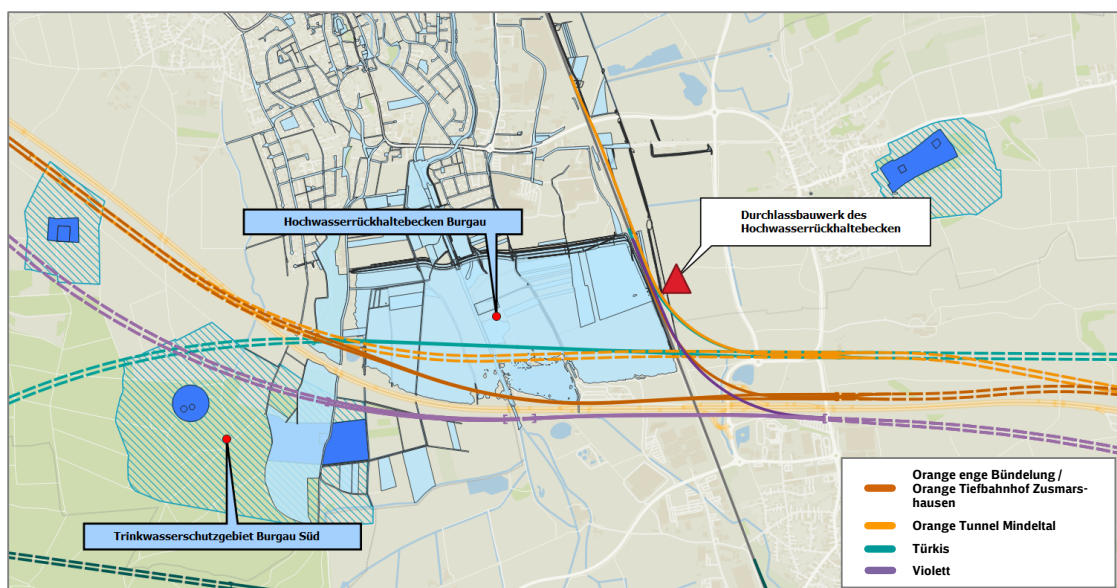 Hochwasserrückhaltebecken Burgau
Durchlassbauwerk des
Hochwasserrückhaltebecken
Trinkwasserschutzgebiet Burgau Süd
Orange enge Bündelung /
Orange Tiefbahnhof Zusmars-
hausen
Orange Tunnel Mindeltal
Türkis
Violett